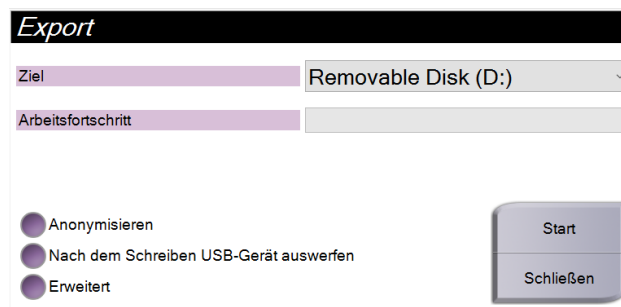 Export
Ziel
Removable Disk (D:)
Arbeitsfortschritt
Anonymisieren
Nach dem Schreiben USB-Gerät auswerfen
Erweitert
Start
Schließen